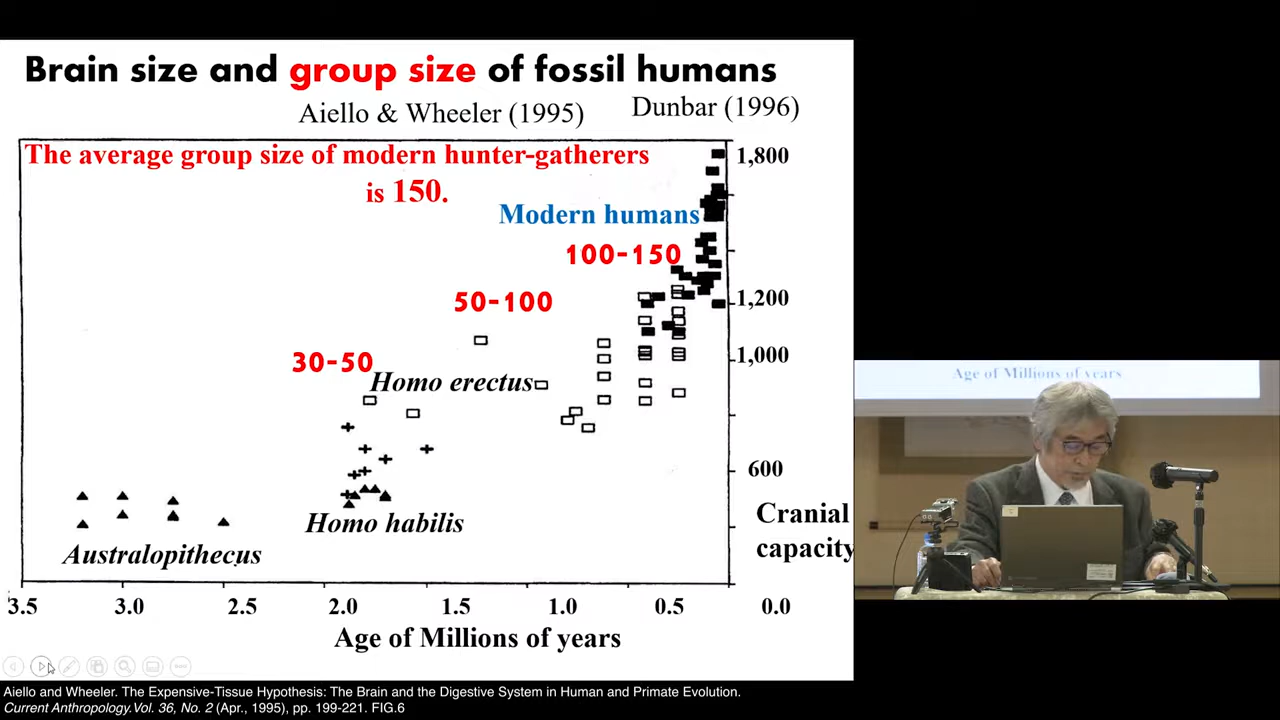 Brain size and group size of fossil humans
Aiello & Wheeler (1995)
Dunbar (1996)
The average group size of modern hunter-gatherers
is 150.
1,800
Modern humans
100-150
50-100
1,200
30-50
1,000
Homo erectus
600
Homo habilis
Cranial
capacity
Australopithecus
3.5 3.0 2.5 2.0 1.5 1.0 0.5 0.0
Age of Millions of years
Age of Millions of years
Aiello and Wheeler. The Expensive-Tissue Hypothesis: The Brain and the Digestive System in Human and Primate Evolution.
Current Anthropology.Vol. 36, No. 2 (Apr., 1995), pp. 199-221. FIG.6